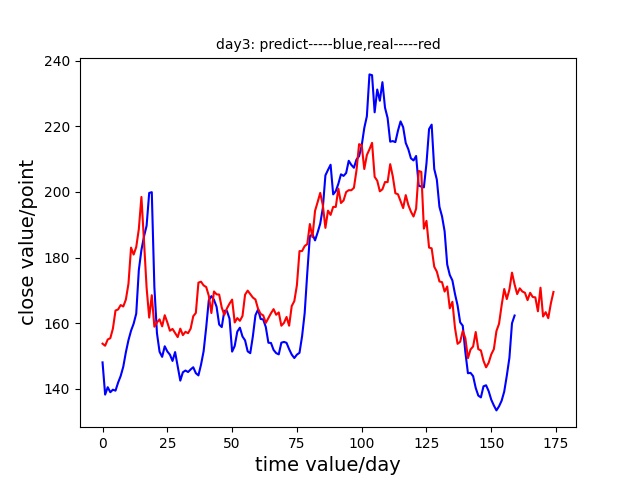 day3: predict-----blue,real-----red
240
220
200
180
160
140
close value/point
0 25 50 75 100 125 150 175
time value/day